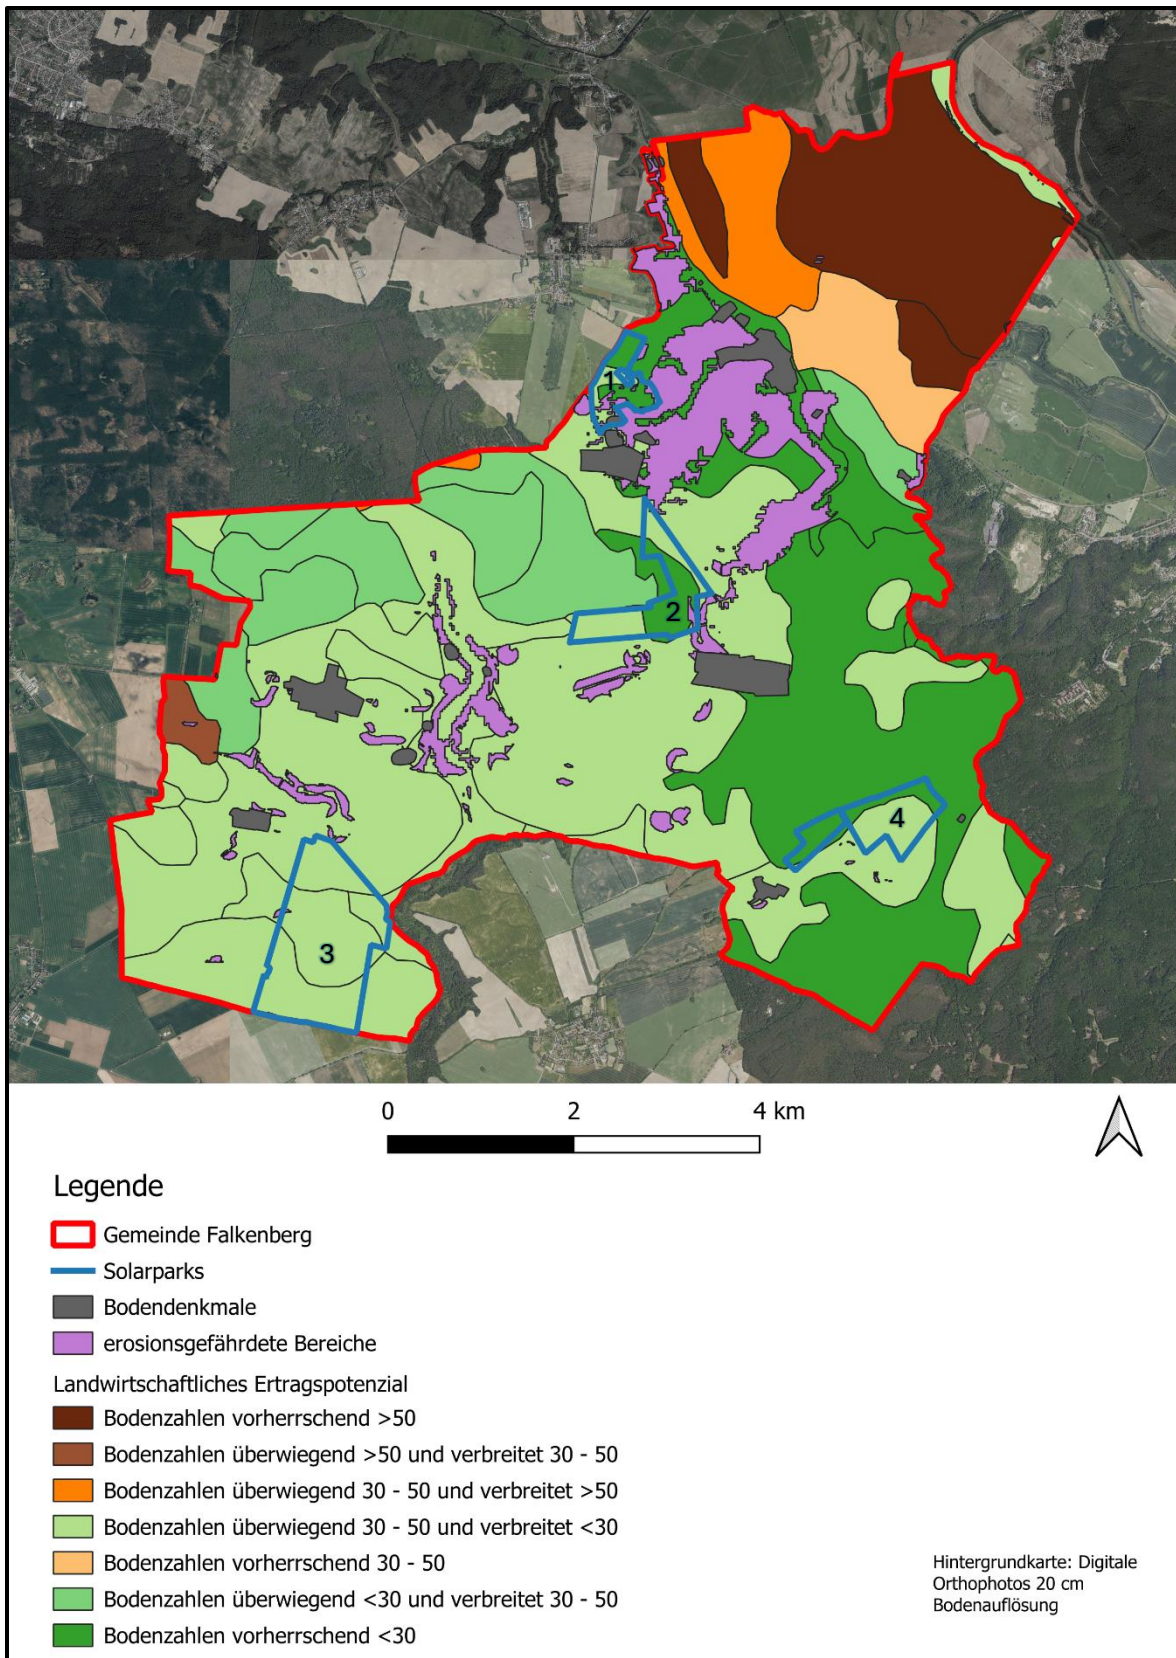 1
2
3
4
0 2 4 km
Legende
Gemeinde Falkenberg
Solarparks
Bodendenkmale
erosionsgefährdete Bereiche
Landwirtschaftliches Ertragspotenzial
Bodenzahlen vorherrschend >50
Bodenzahlen überwiegend >50 und verbreitet 30 - 50
Bodenzahlen überwiegend 30 - 50 und verbreitet >50
Bodenzahlen überwiegend 30 - 50 und verbreitet <30
Bodenzahlen vorherrschend 30 - 50
Bodenzahlen überwiegend <30 und verbreitet 30 - 50
Bodenzahlen vorherrschend <30
Hintergrundkarte: Digitale
Orthophotos 20 cm
Bodenauflösung